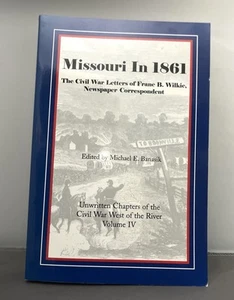 Missouri In 1861
The Civil War Letters of Franc B. Wilkie,
Newspaper Correspondent
Edited by Michael E. Banasik
Unwritten Chapters of the
Civil War West of the River
Volume IV